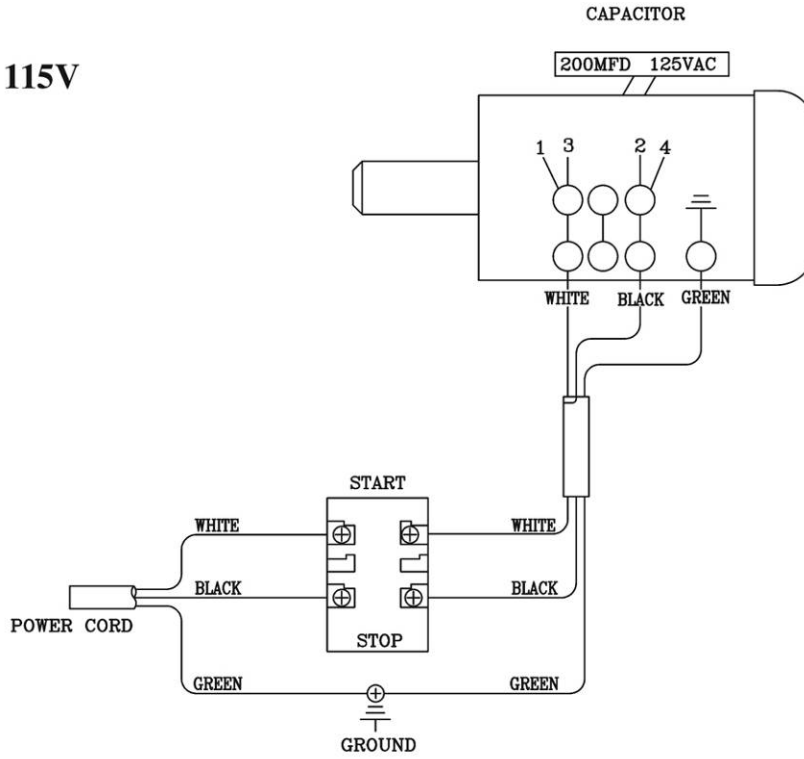 CAPACITOR
115V
200MFD 125VAC
1 3 2 4
WHITE BLACK GREEN
START
WHITE WHITE
BLACK BLACK
POWER CORD
STOP
GREEN GREEN
GROUND